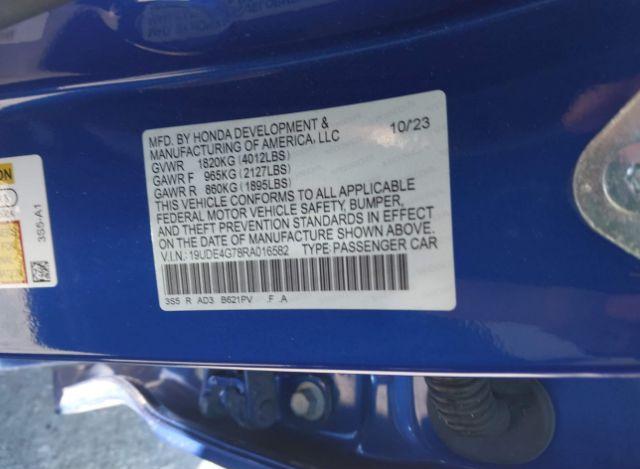 MFD. BY HONDA DEVELOPMENT & 10/'23
MANUFACTURING OF AMERICA, LLC
GVWR 1820KG (4012LBS)
GAWR F 965KG (2127LBS)
GAWR R 860KG (1895LBS)
THIS VEHICLE CONFORMS TO ALL APPLICABLE
FEDERAL MOTOR VEHICLE SAFETY, BUMPER,
AND THEFT PREVENTION STANDARDS IN EFFECT
ON THE DATE OF MANUFACTURE SHOWN ABOVE.
V.I.N.: 19UDE4G78RA016582 TYPE: PASSENGER CAR
3S5 R AD3 B621PV .F .A
3S5-A1